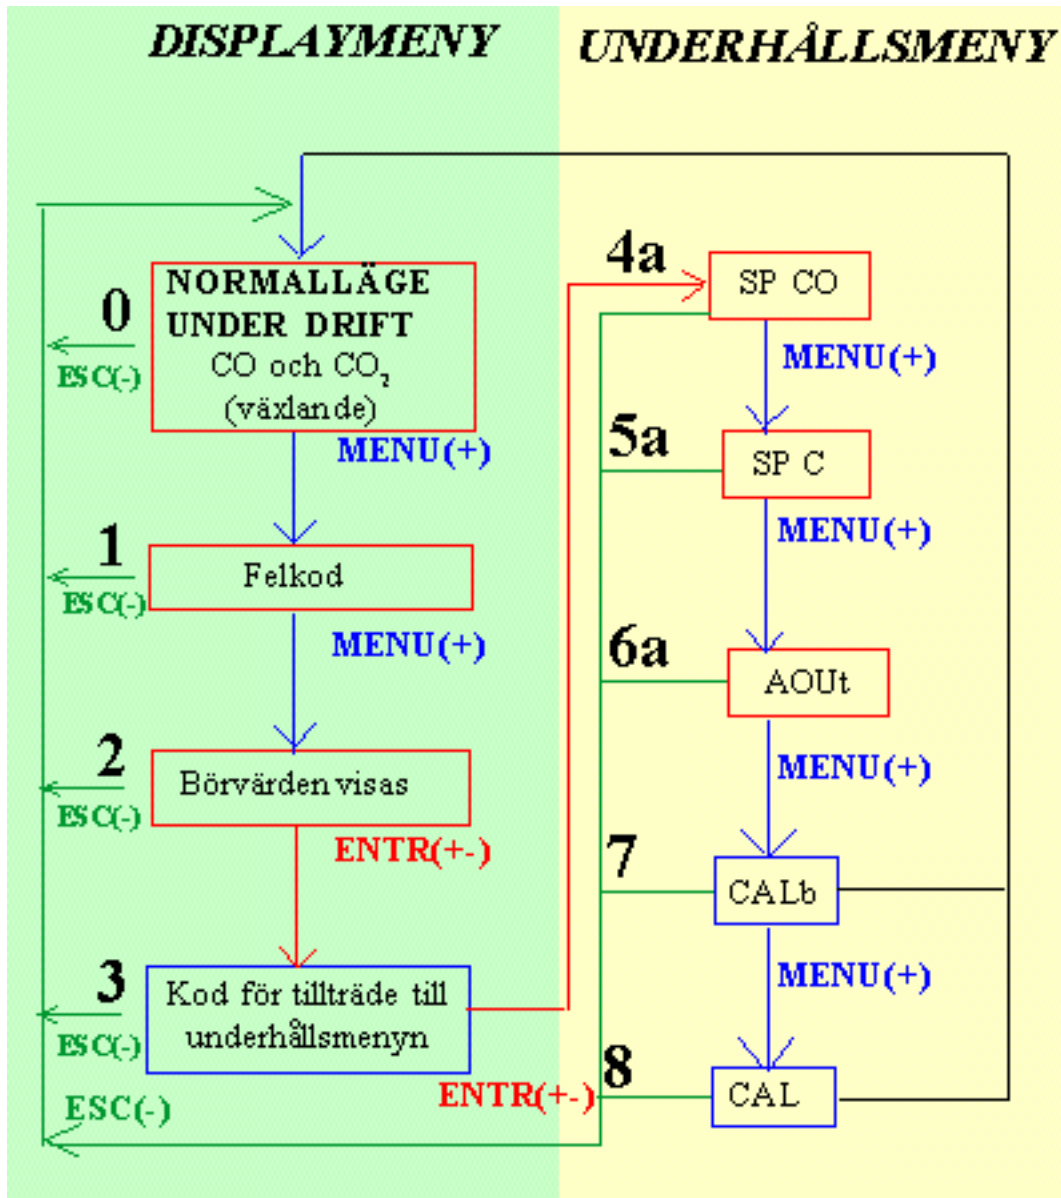 DISPLAYMENY
UNDERHÅLLSMENY
0
NORMALLÄGE
UNDER DRIFT
CO och CO₂
(växlande)
ESC(-)
MENU(+)
1
Felkod
ESC(-)
MENU(+)
2
Börvärden visas
ESC(-)
ENTR(+-)
3
Kod för tillträde till
underhållsmenyn
ESC(-)
ENTR(+-)
ESC(-)
4a
SP CO
MENU(+)
5a
SP C
MENU(+)
6a
AOUt
MENU(+)
7
CALb
MENU(+)
8
CAL